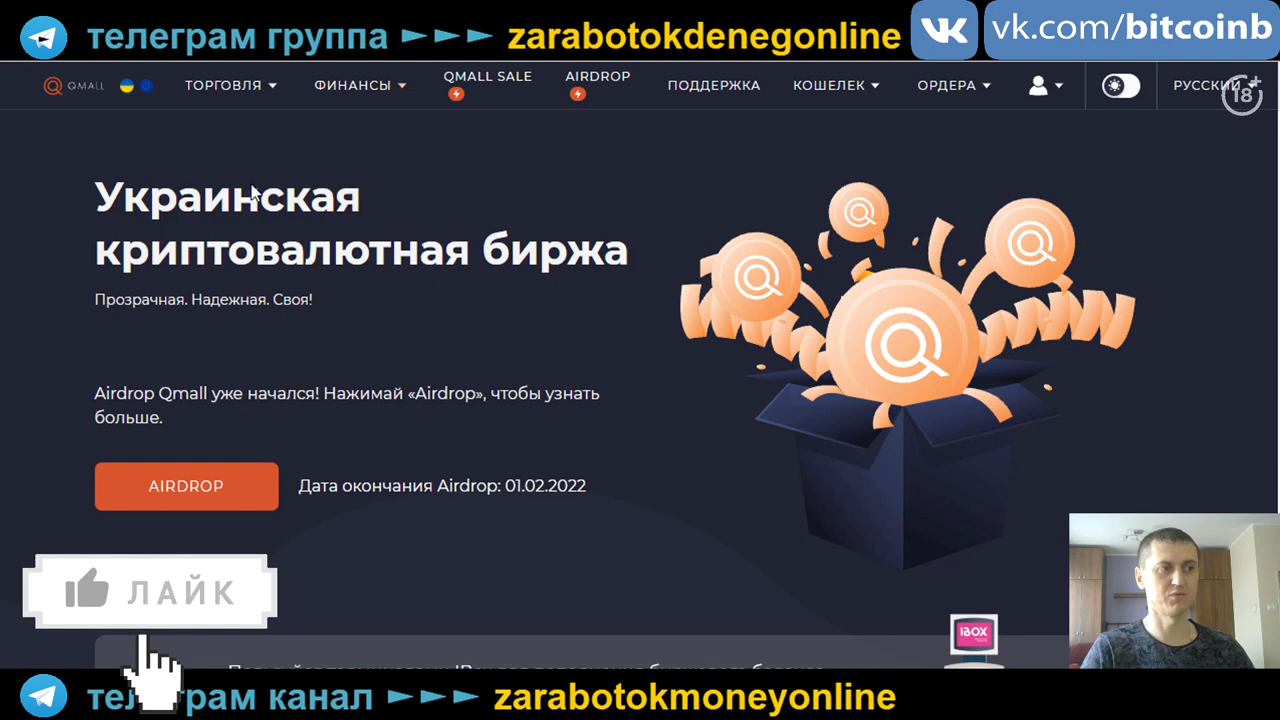 телеграм группа ►►► zarabotokdenegonline
vk.com/bitcoinb
QMALL
ТОРГОВЛЯ
ФИНАНСЫ
QMALL SALE
AIRDROP
ПОДДЕРЖКА
КОШЕЛЕК
ОРДЕРА
РУССКИЙ
18+
Украинская
криптовалютная биржа
Прозрачная. Надежная. Своя!
Airdrop Qmall уже начался! Нажимай «Airdrop», чтобы узнать
больше.
AIRDROP
Дата окончания Airdrop: 01.02.2022
ЛАЙК
IBOX
телеграм канал ►►► zarabotokmoneyonline